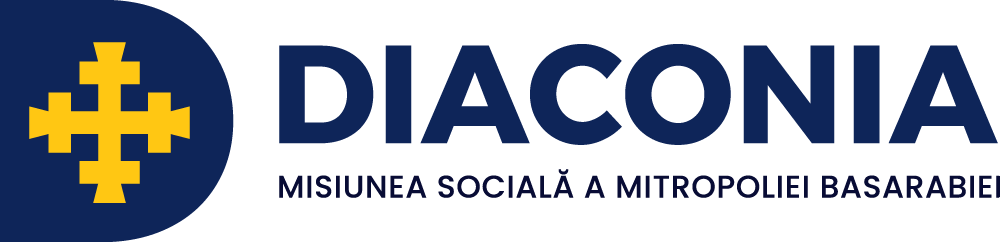 DIACONIA
MISIUNEA SOCIALĂ A MITROPOLIEI BASARABIEI